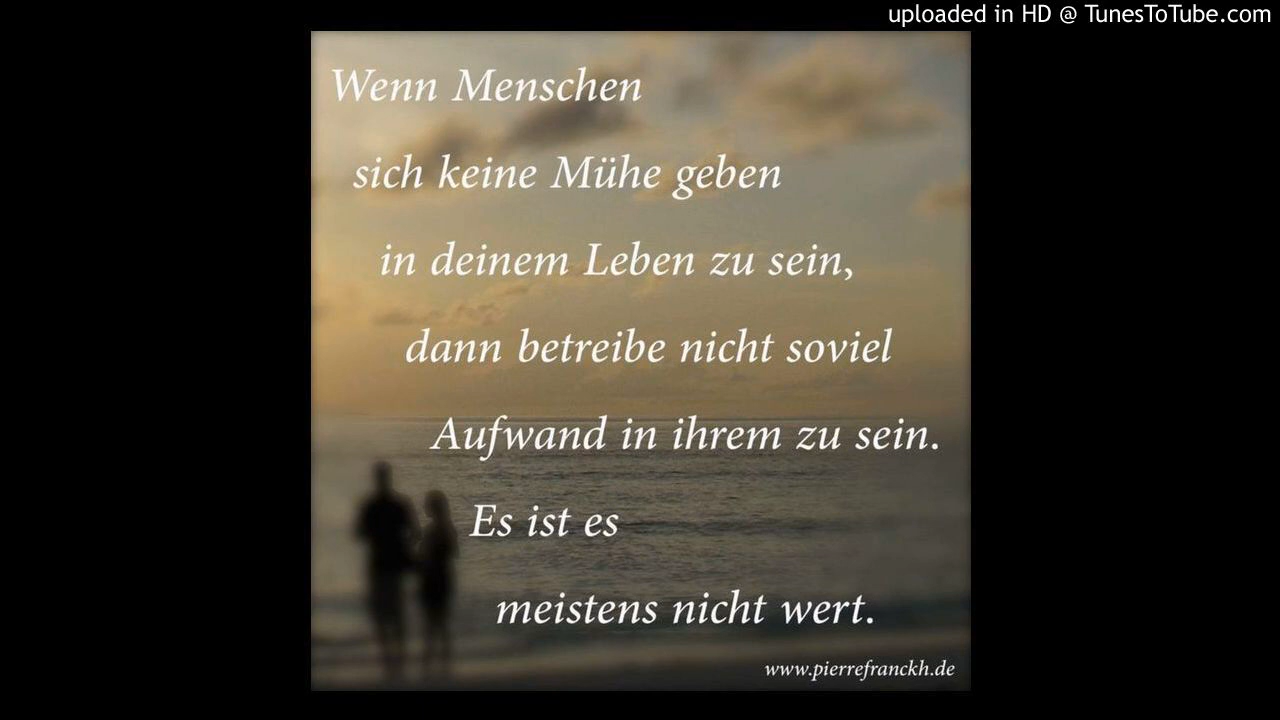 uploaded in HD @ TunesToTube.com
Wenn Menschen
sich keine Mühe geben
in deinem Leben zu sein,
dann betreibe nicht soviel
Aufwand in ihrem zu sein.
Es ist es
meistens nicht wert.
www.pierrefranckh.de